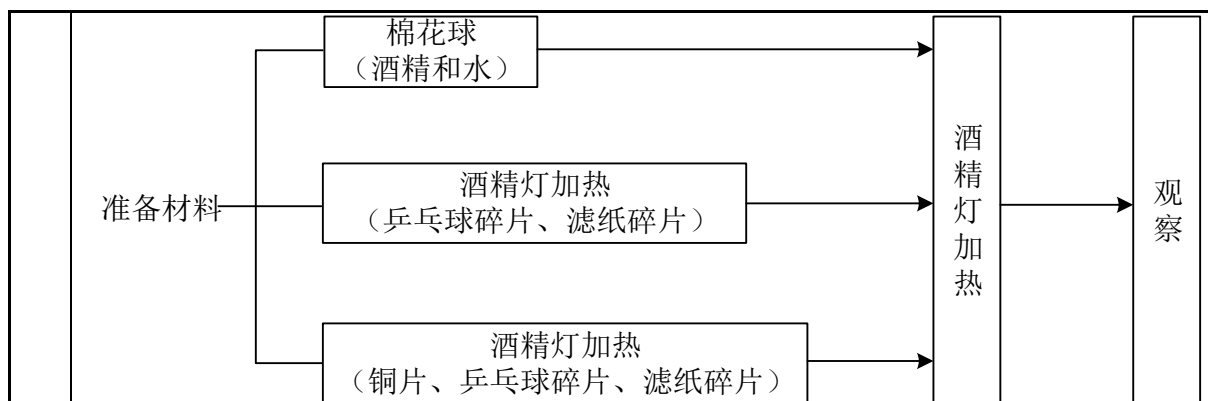 准备材料
棉花球
（酒精和水）
酒精灯加热
（乒乓球碎片、滤纸碎片）
酒精灯加热
（铜片、乒乓球碎片、滤纸碎片）
酒精灯加热
观察